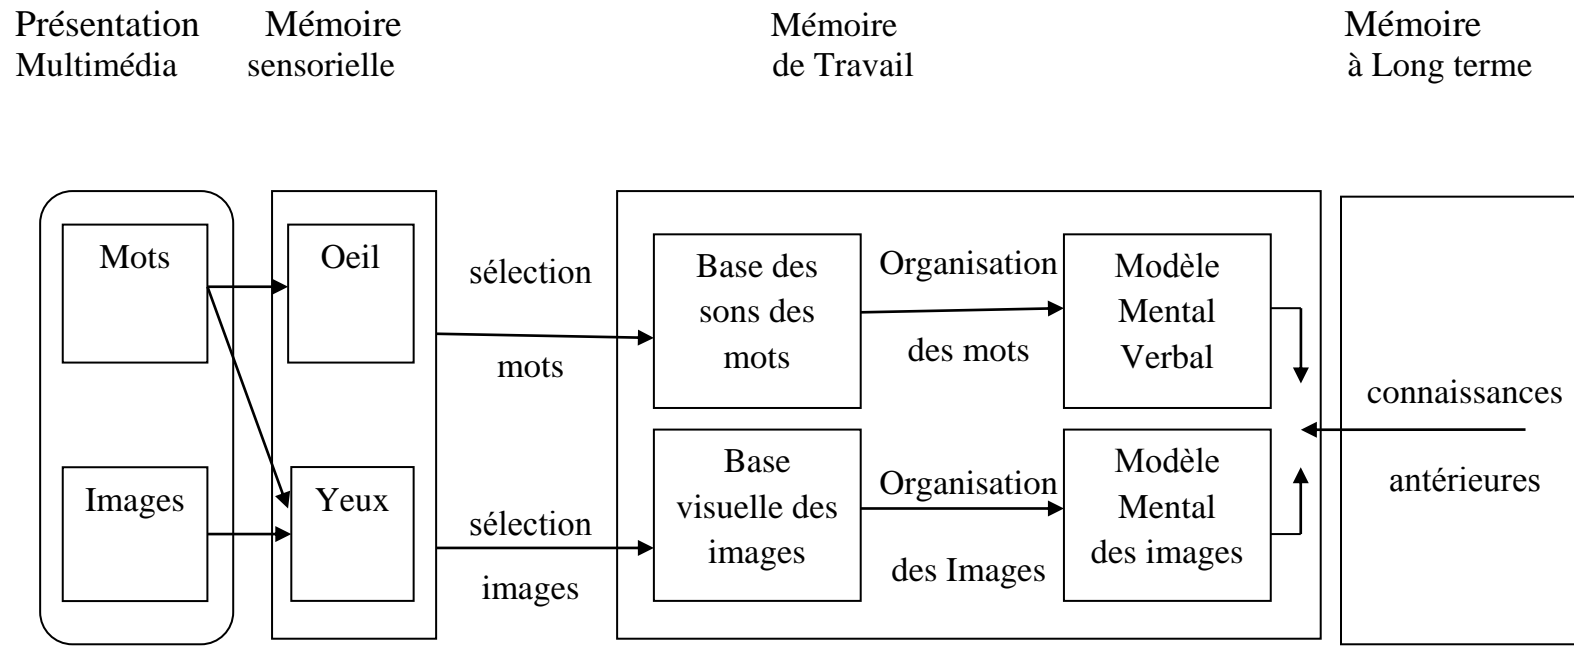 Présentation
Multimédia
Mémoire
sensorielle
Mémoire
de Travail
Mémoire
à Long terme
Mots
Images
Oeil
Yeux
sélection
mots
sélection
images
Base des
sons des
mots
Base
visuelle des
images
Organisation
des mots
Organisation
des Images
Modèle
Mental
Verbal
Modèle
Mental
des images
connaissances
antérieures